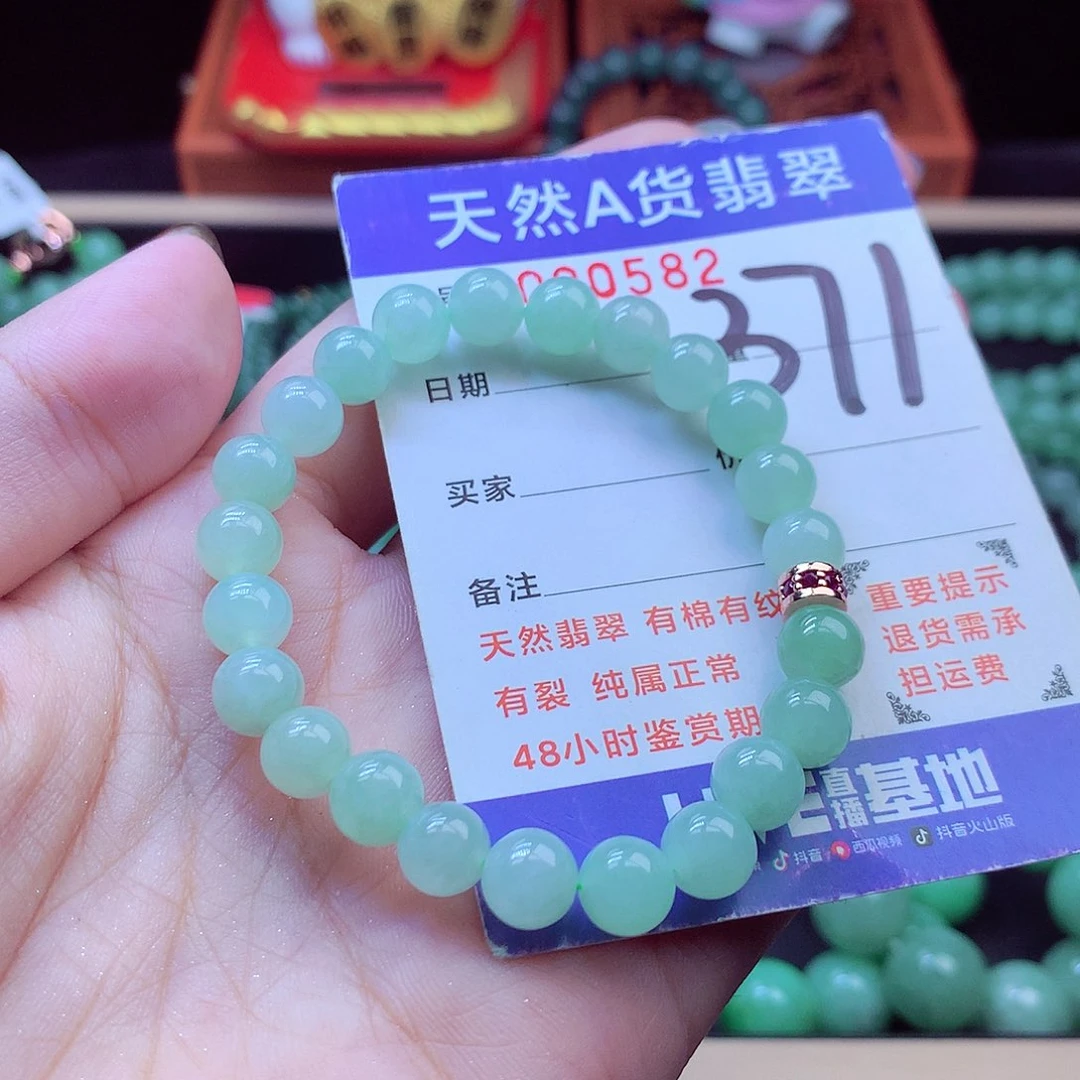 天然A货翡翠
000582
371
日期
买家
备注
天然翡翠 有棉有纹
有裂 纯属正常
48小时鉴赏期
重要提示
退货需承
担运费
直播基地
抖音 西瓜视频 抖音火山版